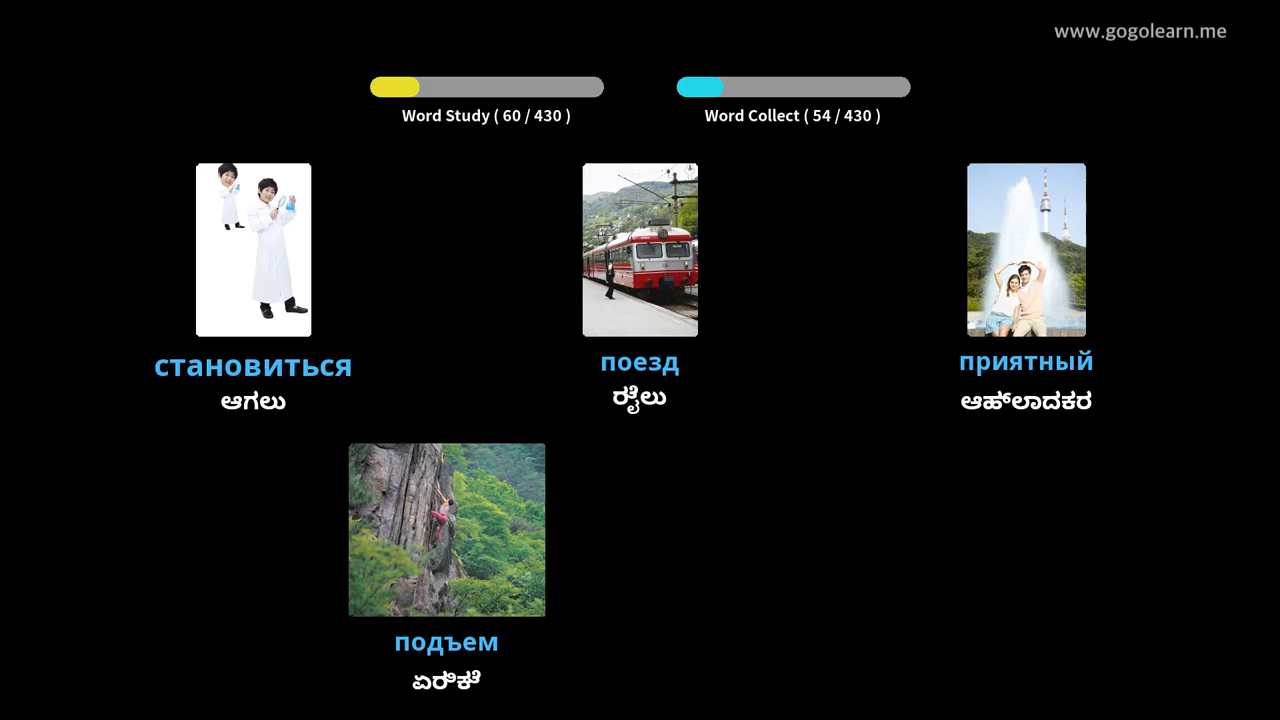 www.gogolearn.me
Word Study ( 60 / 430 )
Word Collect ( 54 / 430 )
становиться
ಆಗಲು
поезд
ರೈಲು
приятный
ಆಹ್ಲಾದಕರ
подъем
ಏರಿಕೆ